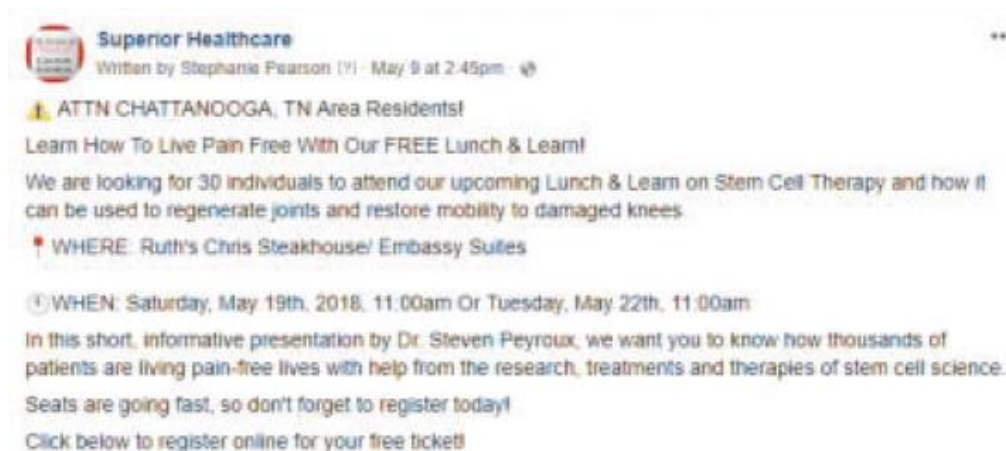 Superior Healthcare
Written by Stephanie Pearson [?] · May 9 at 2:45pm ·
⚠ ATTN CHATTANOOGA, TN Area Residents!
Learn How To Live Pain Free With Our FREE Lunch & Learn!
We are looking for 30 individuals to attend our upcoming Lunch & Learn on Stem Cell Therapy and how it
can be used to regenerate joints and restore mobility to damaged knees.
📍 WHERE: Ruth's Chris Steakhouse/ Embassy Suites
🕚 WHEN: Saturday, May 19th, 2018, 11:00am Or Tuesday, May 22th, 11:00am
In this short, informative presentation by Dr. Steven Peyroux, we want you to know how thousands of
patients are living pain-free lives with help from the research, treatments and therapies of stem cell science.
Seats are going fast, so don't forget to register today!
Click below to register online for your free ticket!